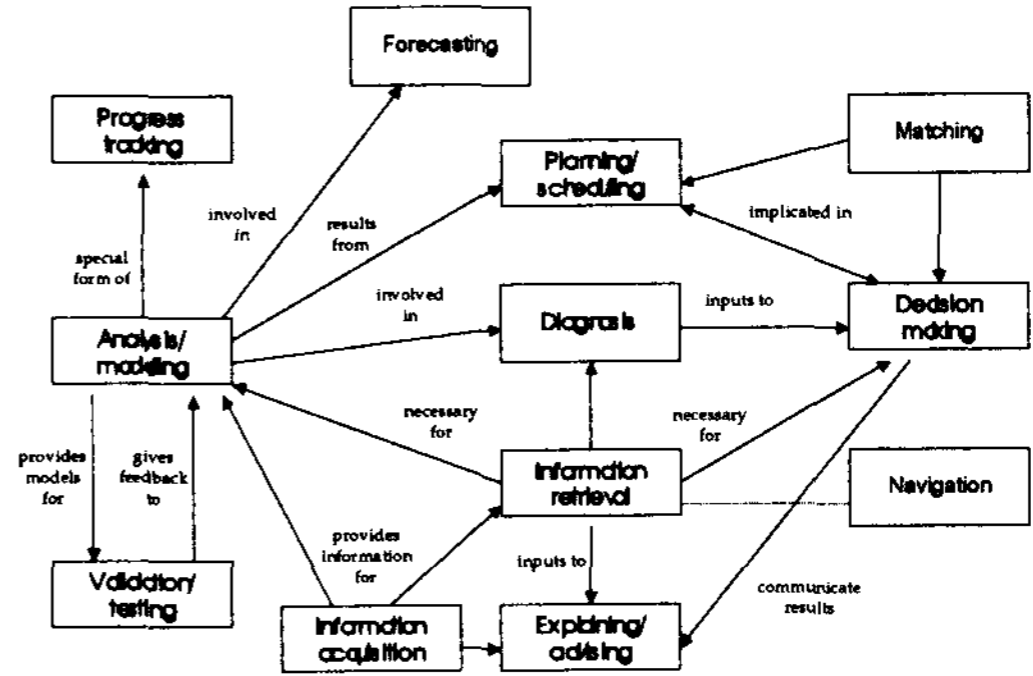 Forecasting
Progress
tracking
Matching
Planning/
scheduling
involved
in
results
from
implicated in
special
form of
involved
in
inputs to
Analysis/
modelling
Diagnosis
Decision
making
necessary
for
necessary
for
provides
models
for
gives
feedback
to
Information
retrieval
Navigation
provides
information
for
inputs to
communicate
results
Validation/
testing
Information
acquisition
Explaining/
advising